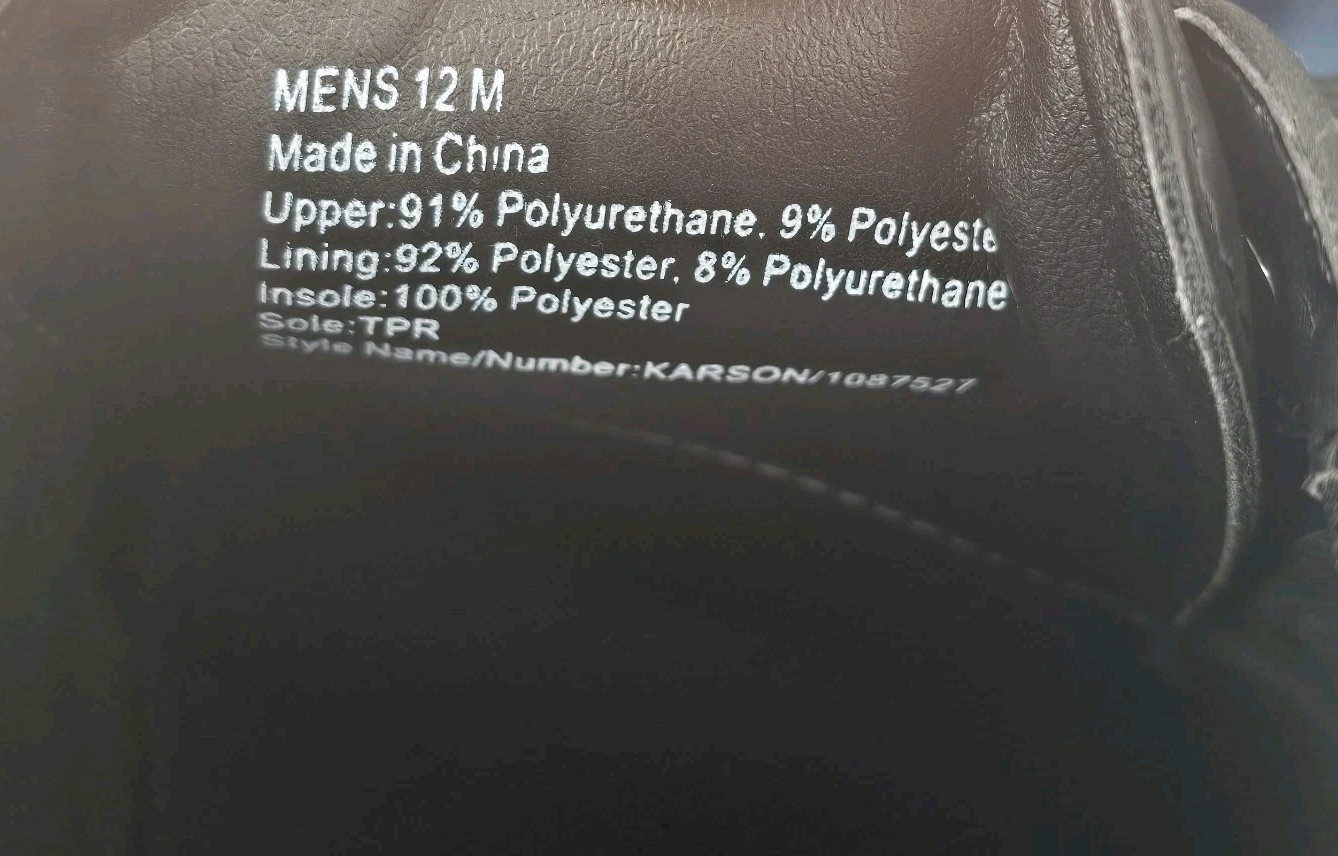 MENS 12 M
Made in China
Upper:91% Polyurethane, 9% Polyeste
Lining:92% Polyester, 8% Polyurethane
Insole:100% Polyester
Sole:TPR
Style Name/Number:KARSON/1087527